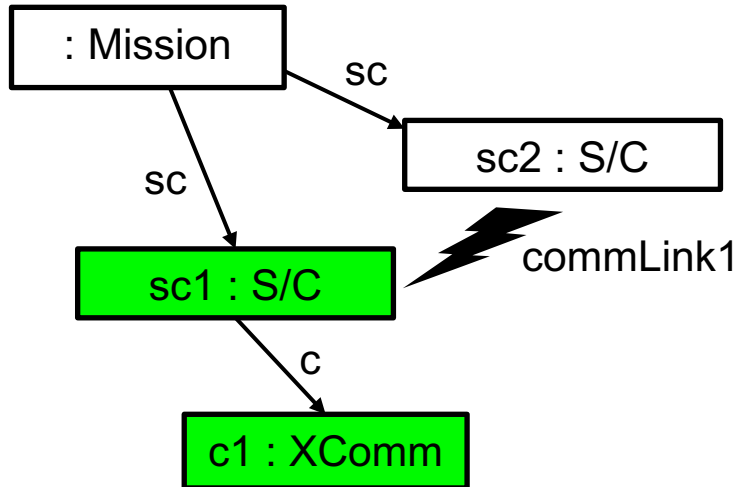 : Mission
sc
sc2 : S/C
sc
commLink1
sc1 : S/C
c
c1 : XComm